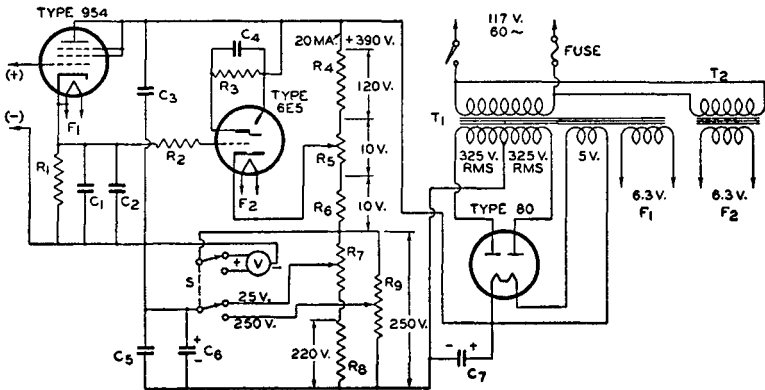 TYPE 954
(+)
(-)
F1
R1
C1
C2
C3
R2
C4
R3
TYPE
6E5
F2
20 MA.
+390 V.
R4
120 V.
R5
10 V.
R6
10 V.
+ V -
S
R7
R9
25 V.
250 V.
250 V.
220 V.
R8
C5
+
-
C6
117 V.
60 ~
FUSE
T1
T2
325 V.
RMS
325 V.
RMS
5 V.
6.3 V.
F1
6.3 V.
F2
TYPE 80
- +
C7